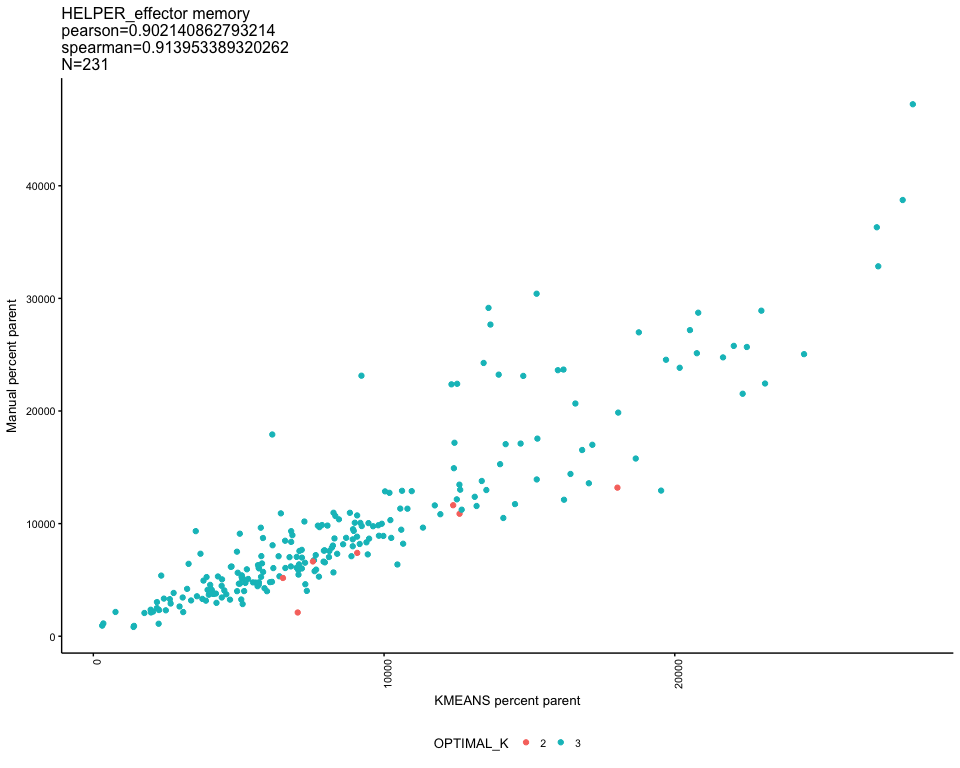 HELPER_effector memory
pearson=0.902140862793214
spearman=0.913953389320262
N=231
Manual percent parent
40000
30000
20000
10000
0
0
10000
20000
KMEANS percent parent
OPTIMAL_K 2 3